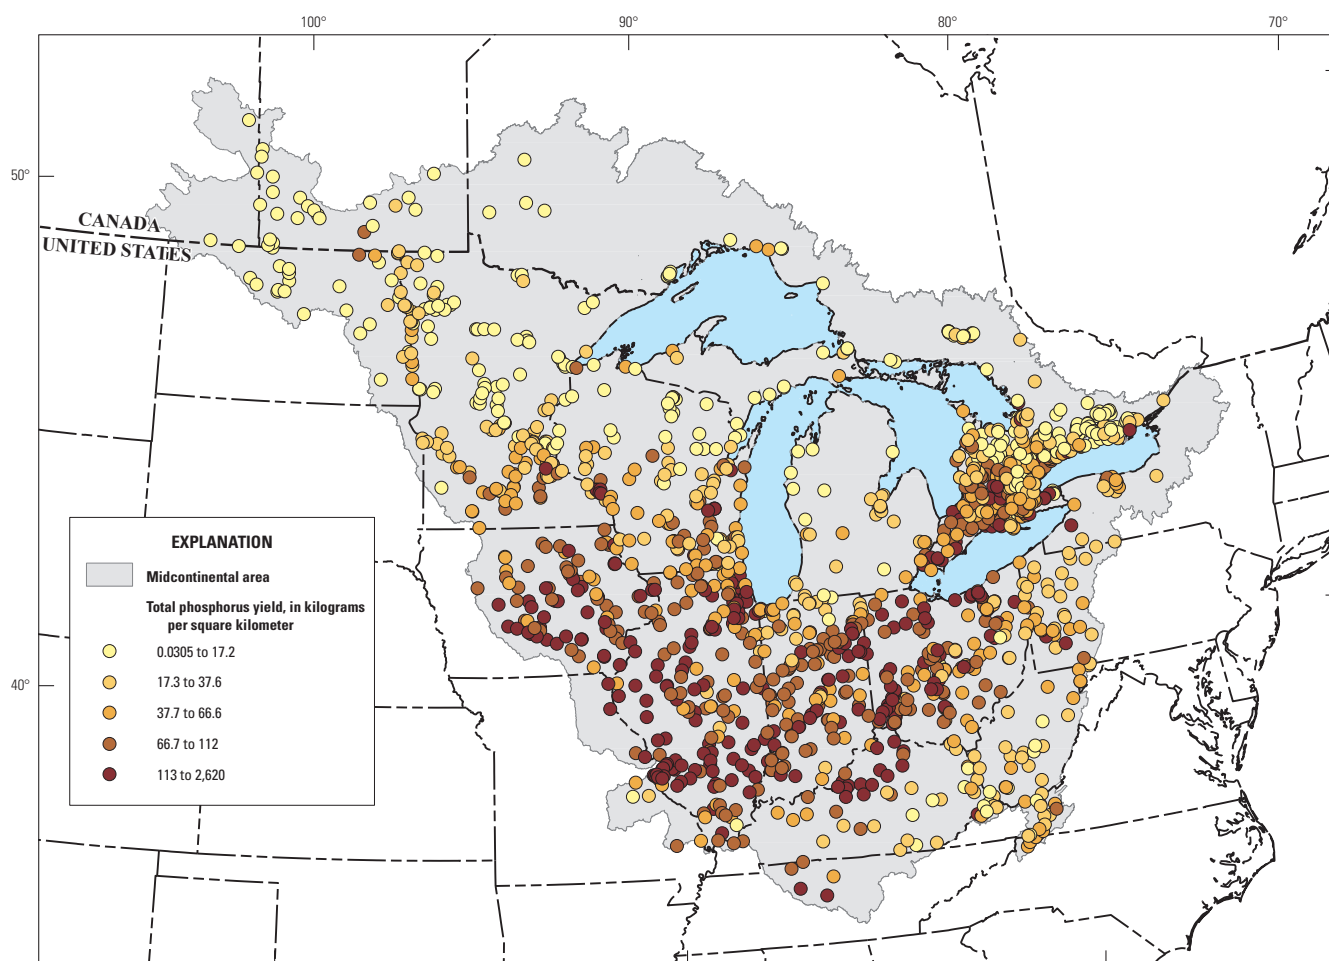 100°
90°
80°
70°
50°
CANADA
UNITED STATES
40°
EXPLANATION
Midcontinental area
Total phosphorus yield, in kilograms
per square kilometer
0.0305 to 17.2
17.3 to 37.6
37.7 to 66.6
66.7 to 112
113 to 2,620